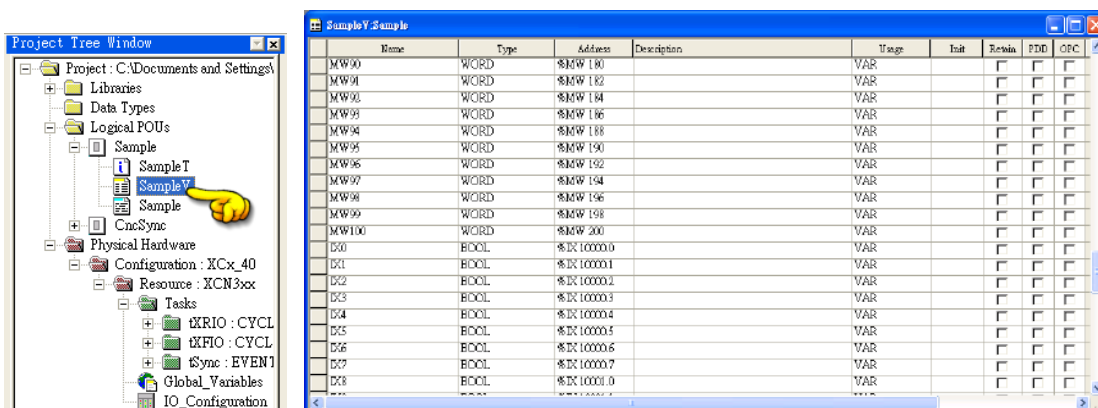 Project Tree Window
Project : C:\Documents and Settings\
Libraries
Data Types
Logical POUs
Sample
SampleT
SampleV
Sample
CncSync
Physical Hardware
Configuration : XCx_40
Resource : XCN3xx
Tasks
tXRIO : CYCL
tXFIO : CYCL
tSync : EVENT
Global_Variables
IO_Configuration
SampleV:Sample
Name Type Address Description Usage Init Retain PDD OPC
MW90 WORD %MW 180 VAR
MW91 WORD %MW 182 VAR
MW92 WORD %MW 184 VAR
MW93 WORD %MW 186 VAR
MW94 WORD %MW 188 VAR
MW95 WORD %MW 190 VAR
MW96 WORD %MW 192 VAR
MW97 WORD %MW 194 VAR
MW98 WORD %MW 196 VAR
MW99 WORD %MW 198 VAR
MW100 WORD %MW 200 VAR
IX0 BOOL %IX 10000.0 VAR
IX1 BOOL %IX 10000.1 VAR
IX2 BOOL %IX 10000.2 VAR
IX3 BOOL %IX 10000.3 VAR
IX4 BOOL %IX 10000.4 VAR
IX5 BOOL %IX 10000.5 VAR
IX6 BOOL %IX 10000.6 VAR
IX7 BOOL %IX 10000.7 VAR
IX8 BOOL %IX 10001.0 VAR